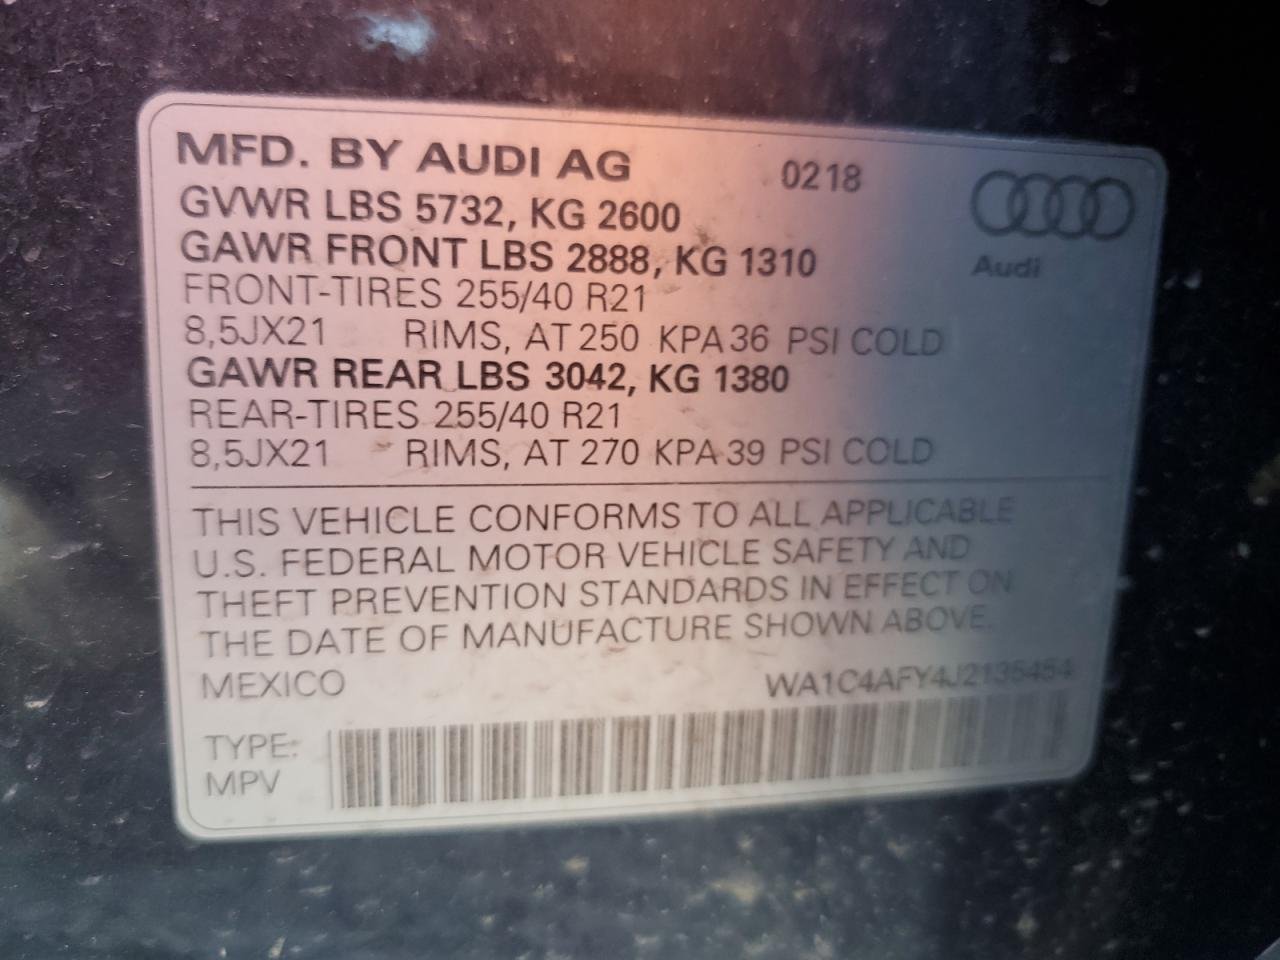 MFD. BY AUDI AG 0218
GVWR LBS 5732, KG 2600
GAWR FRONT LBS 2888, KG 1310
Audi
FRONT-TIRES 255/40 R21
8,5JX21 RIMS, AT 250 KPA 36 PSI COLD
GAWR REAR LBS 3042, KG 1380
REAR-TIRES 255/40 R21
8,5JX21 RIMS, AT 270 KPA 39 PSI COLD
THIS VEHICLE CONFORMS TO ALL APPLICABLE
U.S. FEDERAL MOTOR VEHICLE SAFETY AND
THEFT PREVENTION STANDARDS IN EFFECT ON
THE DATE OF MANUFACTURE SHOWN ABOVE.
MEXICO WA1C4AFY4J2135454
TYPE:
MPV